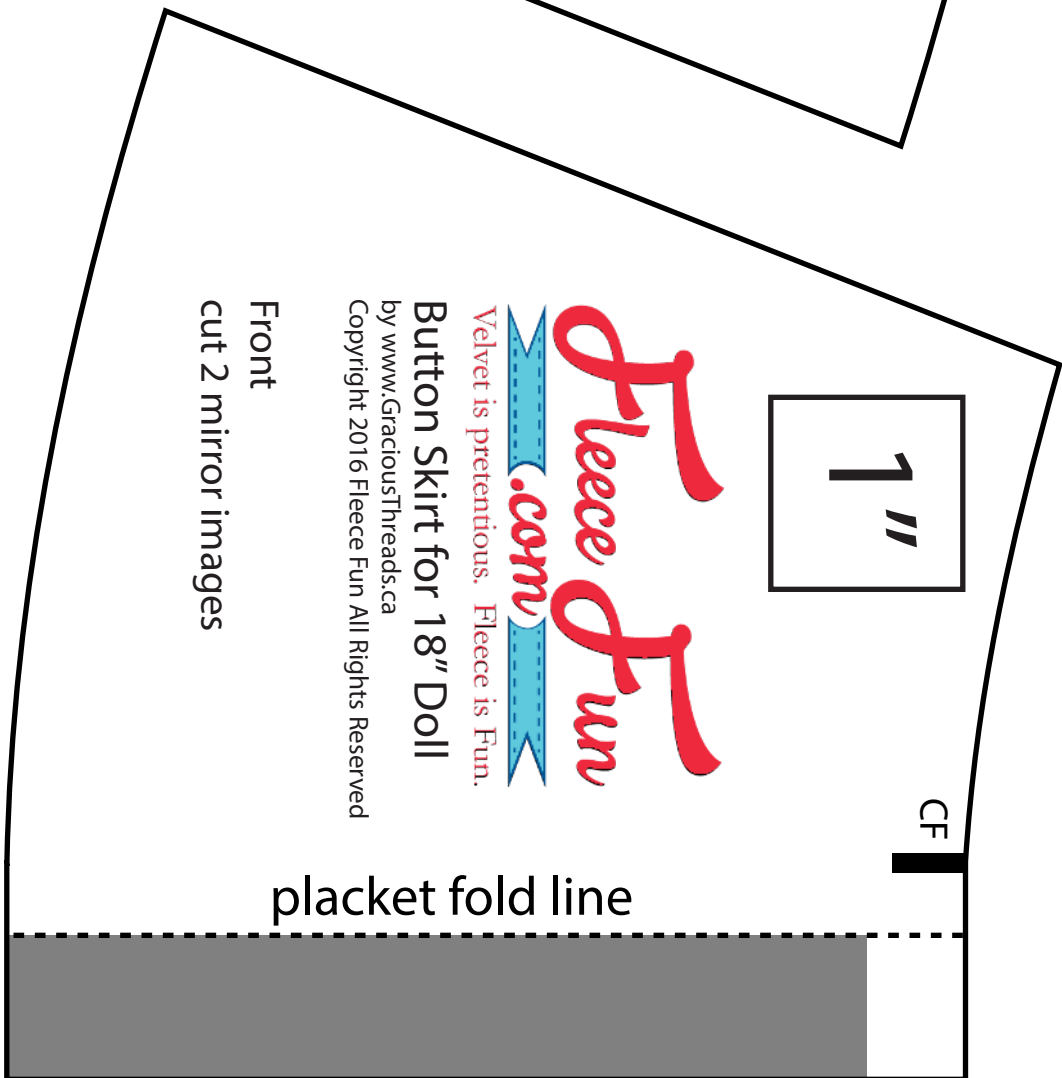 1"
Fleece Fun
.com
Velvet is pretentious. Fleece is Fun.
Button Skirt for 18" Doll
by www.GraciousThreads.ca
Copyright 2016 Fleece Fun All Rights Reserved
Front
cut 2 mirror images
CF
placket fold line